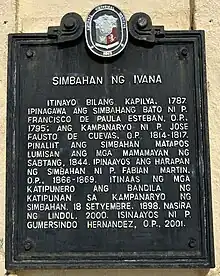 SIMBAHAN NG IVANA
ITINAYO BILANG KAPILYA, 1787.
IPINAGAWA ANG SIMBAHANG BATO NI P.
FRANCISCO DE PAULA ESTEBAN, O.P.,
1795; ANG KAMPANARYO NI P. JOSE
FAUSTO DE CUEVAS, O.P. 1814-1817.
PINALIIT ANG SIMBAHAN MATAPOS
LUMISAN ANG MGA MAMAMAYAN NG
SABTANG, 1844. IPINAAYOS ANG HARAPAN
NG SIMBAHAN NI P. FABIAN MARTIN,
O.P., 1866-1869. ITINAAS NG MGA
KATIPUNERO ANG BANDILA NG
KATIPUNAN SA KAMPANARYO NG
SIMBAHAN, 18 SETYEMBRE, 1898. NASIRA
NG LINDOL, 2000. ISINAAYOS NI P.
GUMERSINDO HERNANDEZ, O.P., 2001.